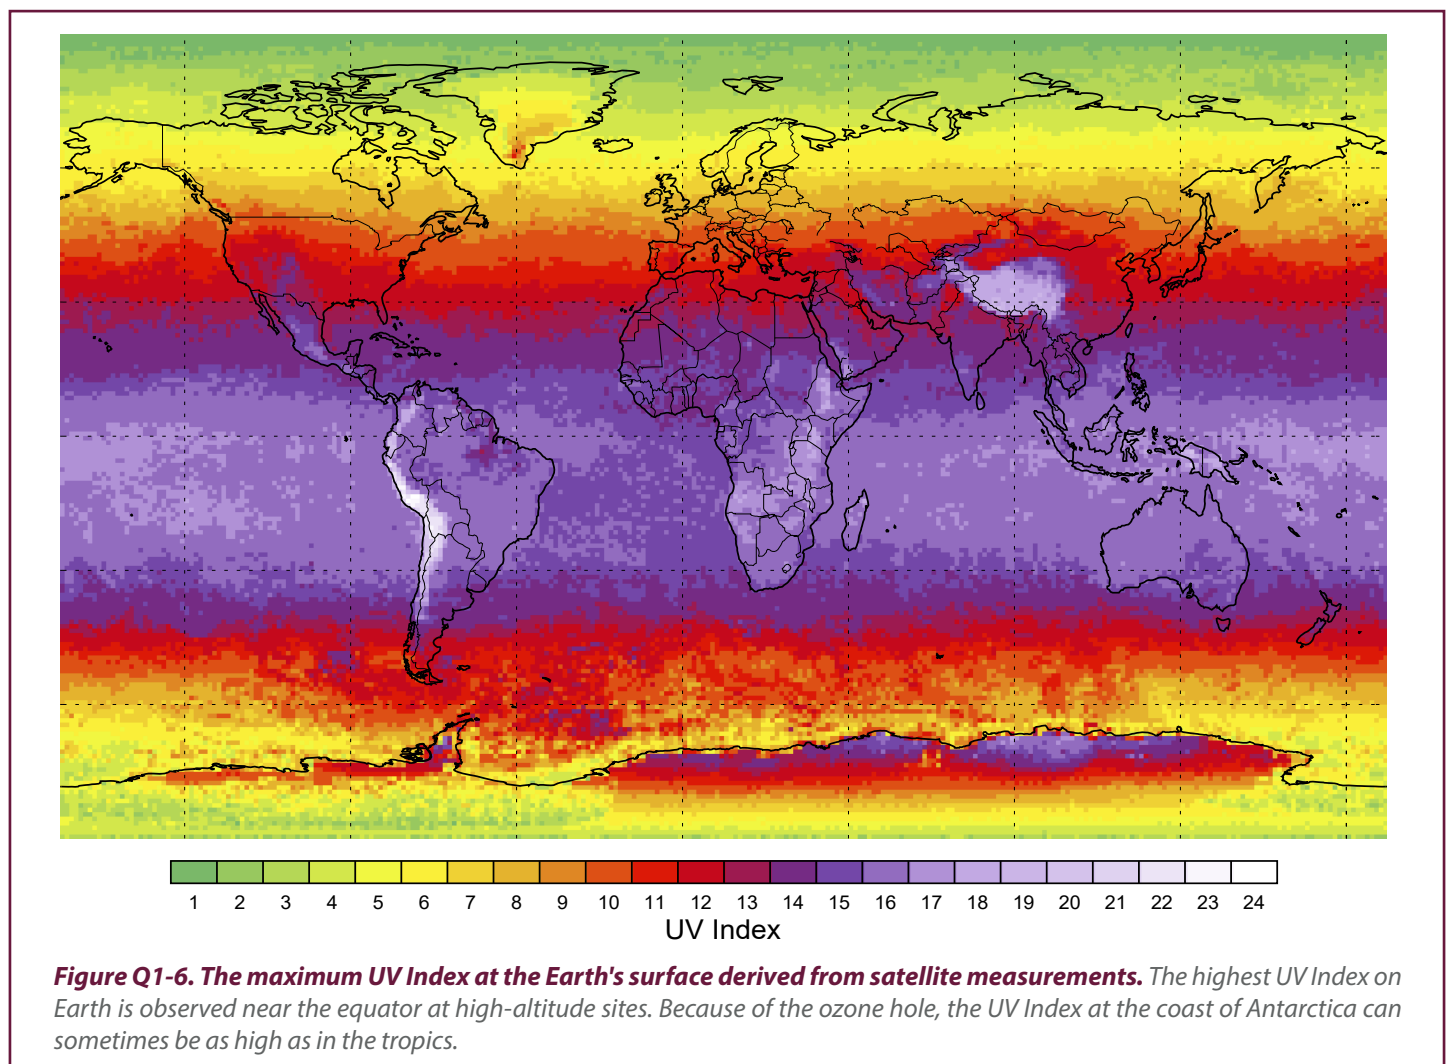 1 2 3 4 5 6 7 8 9 10 11 12 13 14 15 16 17 18 19 20 21 22 23 24
UV Index
Figure Q1-6. The maximum UV Index at the Earth's surface derived from satellite measurements. The highest UV Index on
Earth is observed near the equator at high-altitude sites. Because of the ozone hole, the UV Index at the coast of Antarctica can
sometimes be as high as in the tropics.